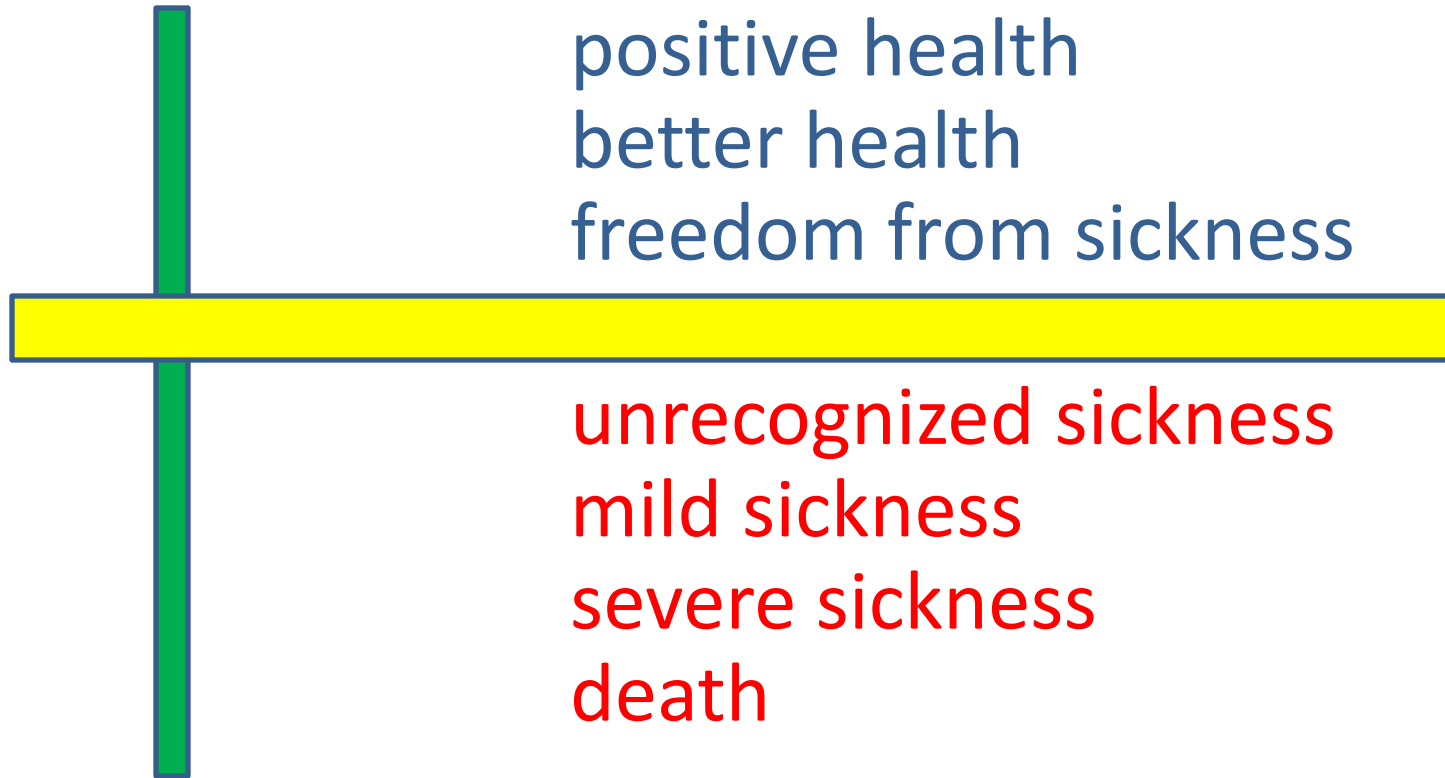 positive health
better health
freedom from sickness
unrecognized sickness
mild sickness
severe sickness
death